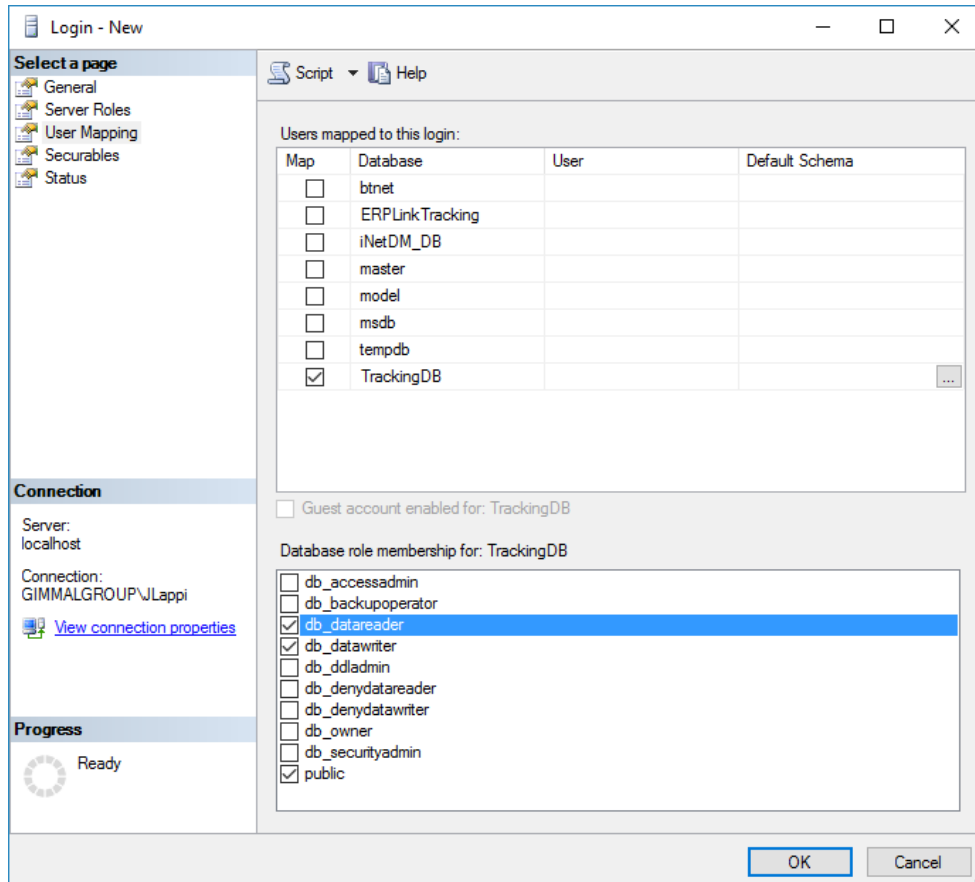 Login - New
Select a page
General
Server Roles
User Mapping
Securables
Status
Script Help
Users mapped to this login:
Map Database User Default Schema
btnet
ERPLinkTracking
iNetDM_DB
master
model
msdb
tempdb
TrackingDB ...
Guest account enabled for: TrackingDB
Database role membership for: TrackingDB
db_accessadmin
db_backupoperator
db_datareader
db_datawriter
db_ddladmin
db_denydatareader
db_denydatawriter
db_owner
db_securityadmin
public
Connection
Server:
localhost
Connection:
GIMMALGROUP\JLappi
View connection properties
Progress
Ready
OK Cancel